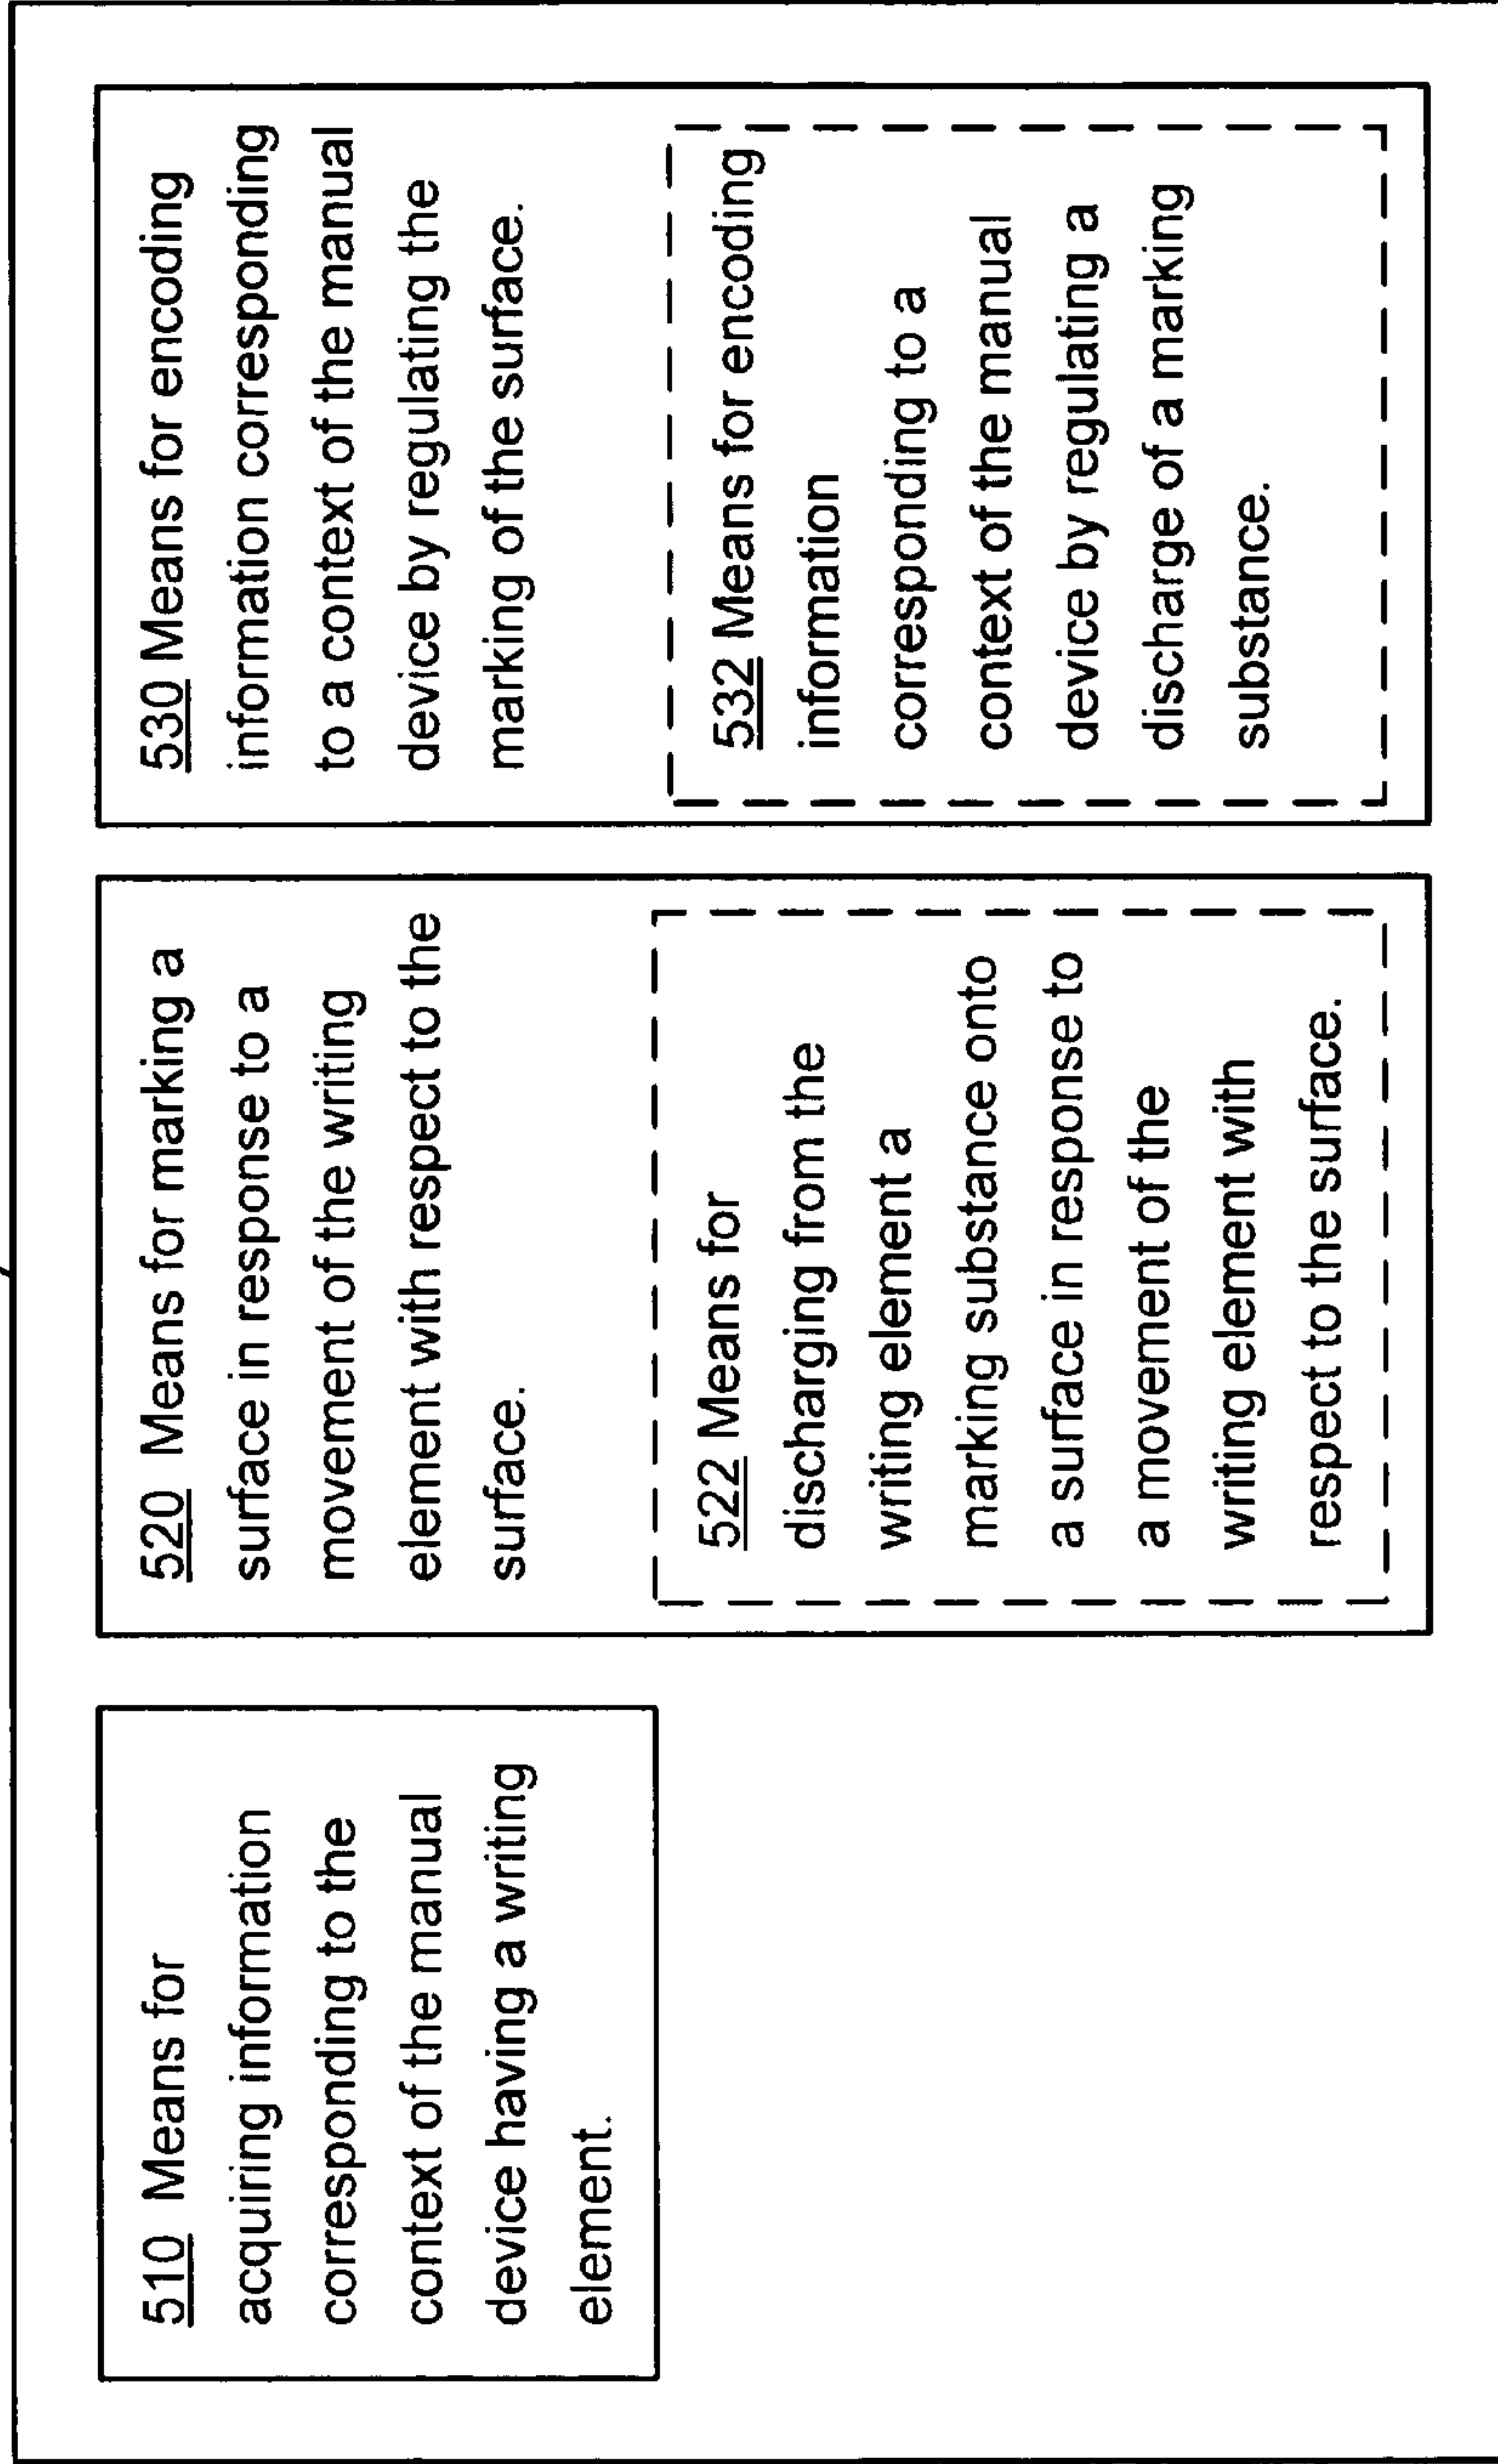 510 Means for
acquiring information
corresponding to the
context of the manual
device having a writing
element.
520 Means for marking a
surface in response to a
movement of the writing
element with respect to the
surface.
522 Means for
discharging from the
writing element a
marking substance onto
a surface in response to
a movement of the
writing element with
respect to the surface.
530 Means for encoding
information corresponding
to a context of the manual
device by regulating the
marking of the surface.
532 Means for encoding
information
corresponding to a
context of the manual
device by regulating a
discharge of a marking
substance.